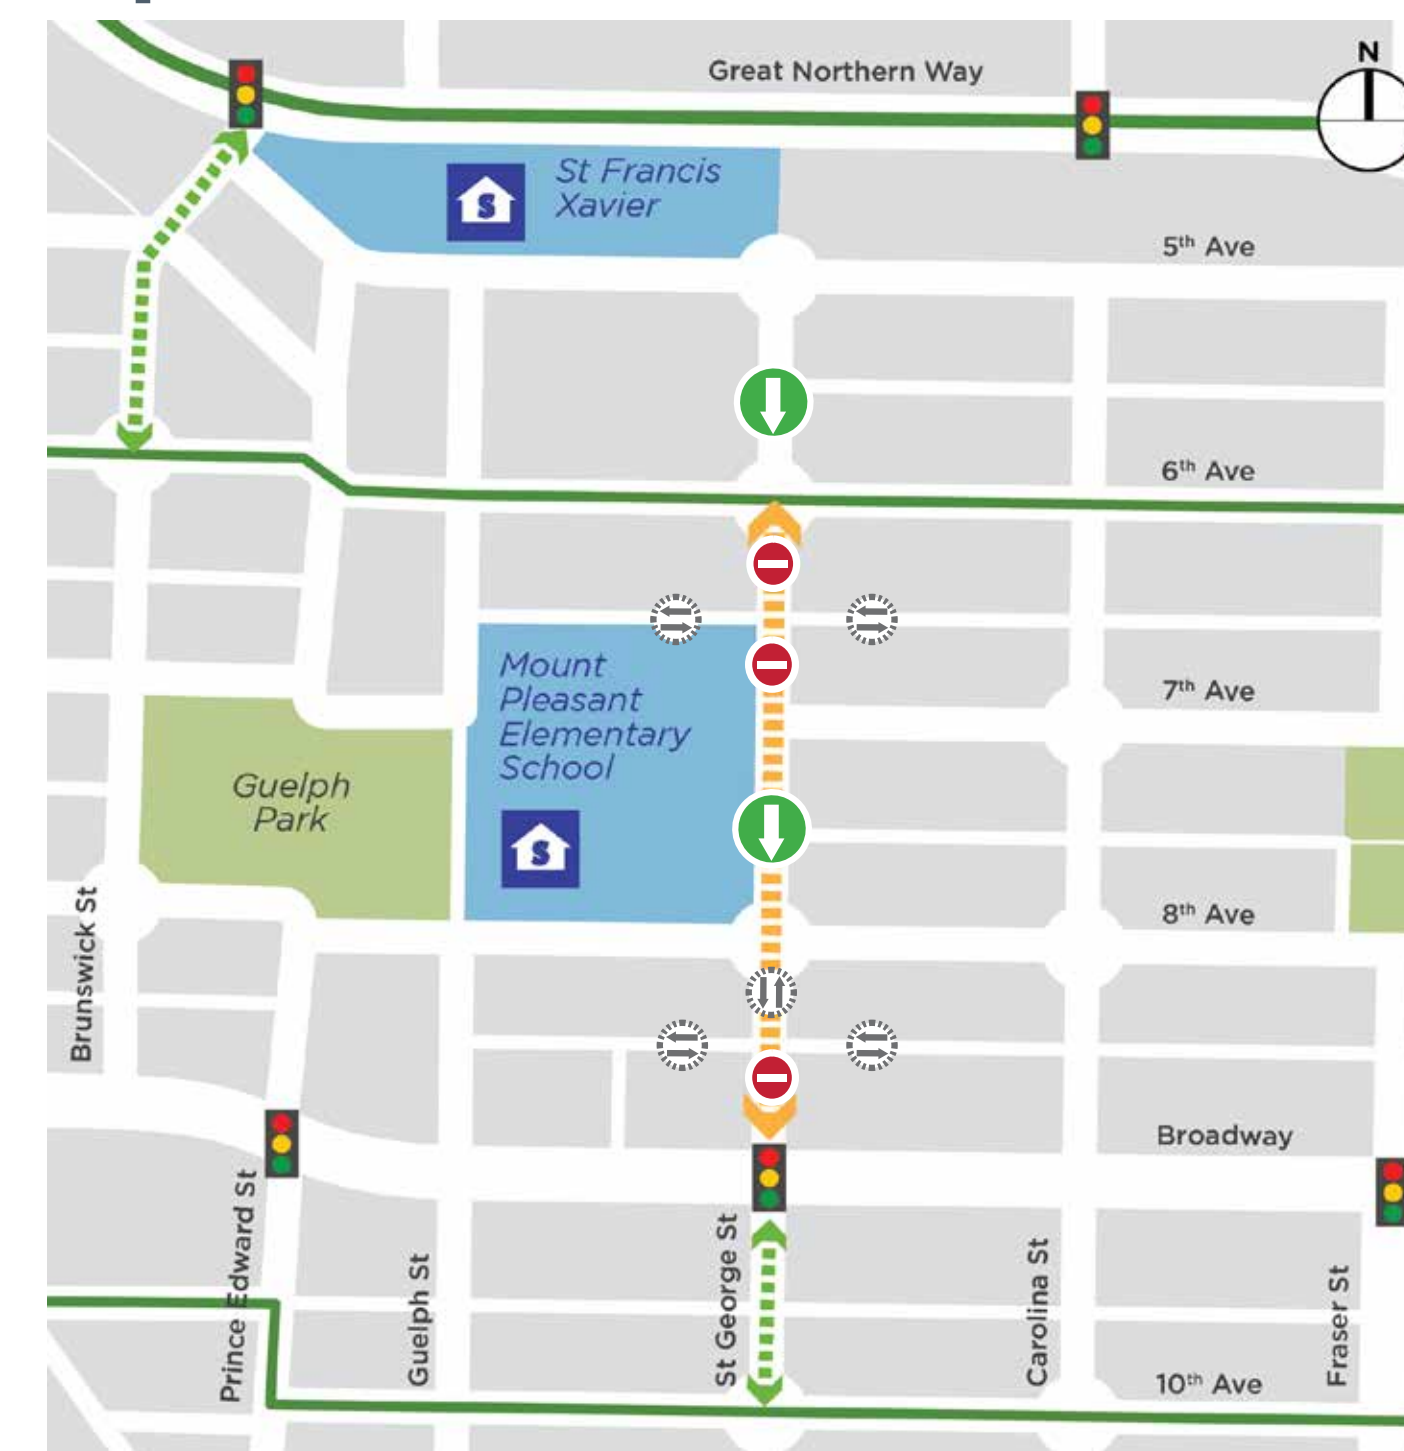 N
Great Northern Way
St Francis
Xavier
5th Ave
6th Ave
Mount
Pleasant
Elementary
School
7th Ave
Guelph
Park
8th Ave
Brunswick St
Broadway
Prince Edward St
Guelph St
St George St
Carolina St
Fraser St
10th Ave
S
S